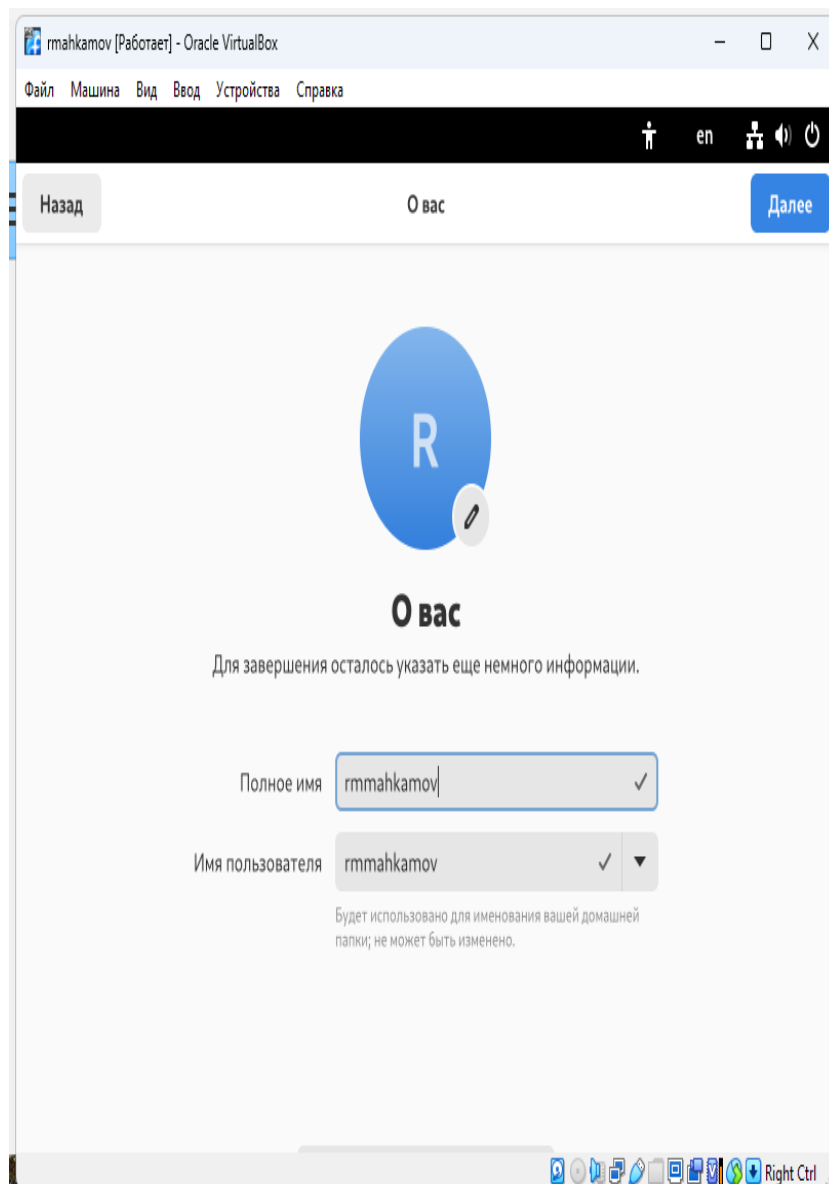 rmahkamov [Работает] - Oracle VirtualBox
Файл Машина Вид Ввод Устройства Справка
en
Назад О вас Далее
R
О вас
Для завершения осталось указать еще немного информации.
Полное имя rmmahkamov
Имя пользователя rmmahkamov
Будет использовано для именования вашей домашней
папки; не может быть изменено.
Right Ctrl